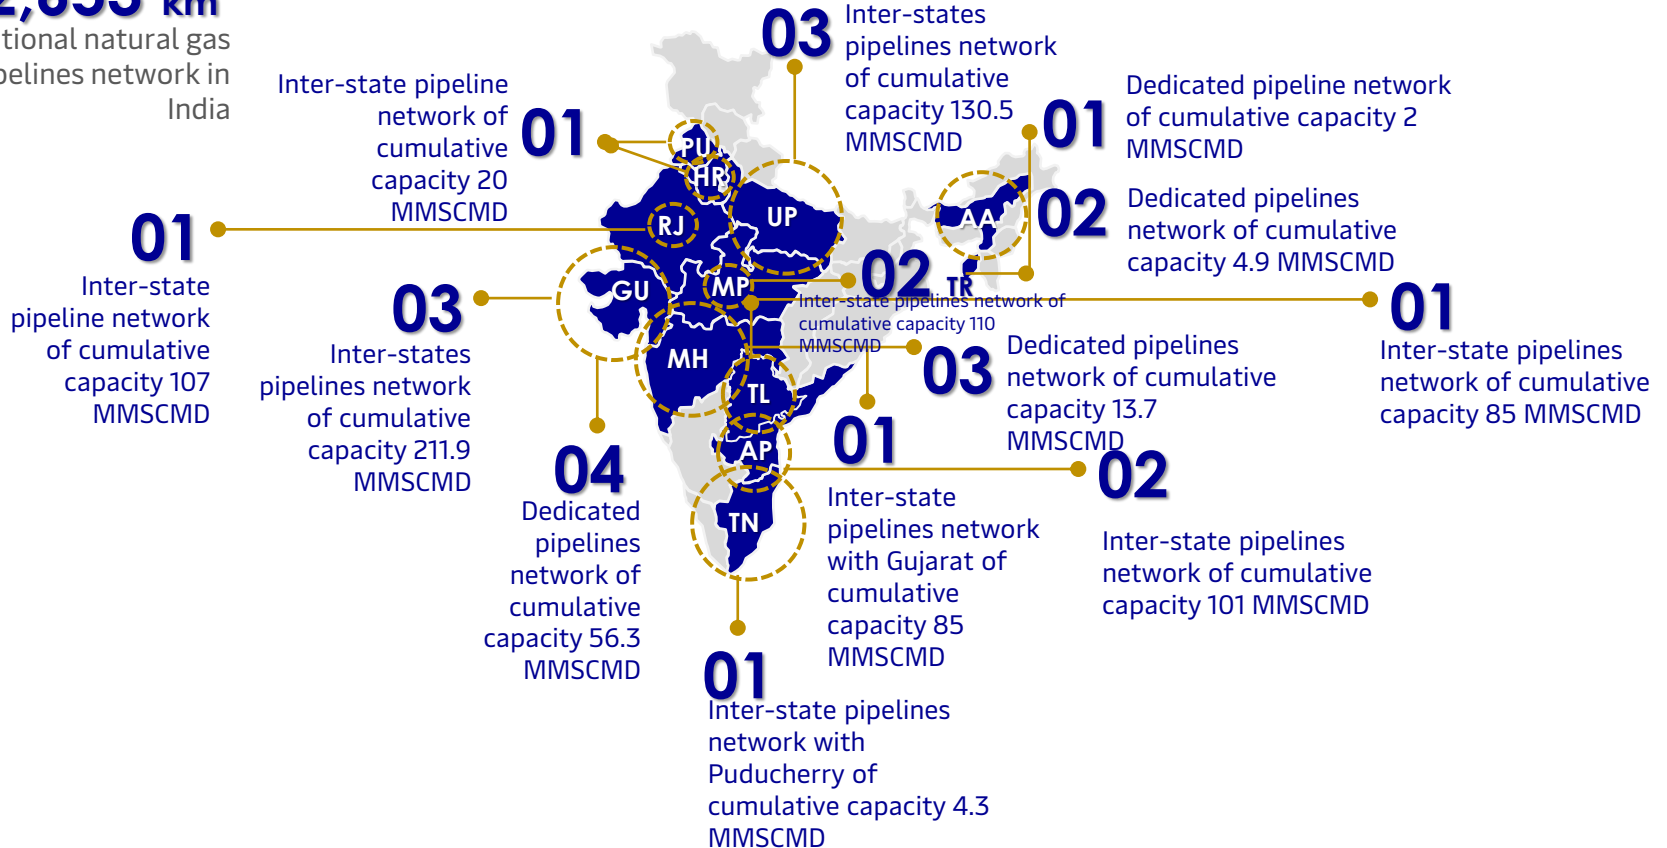 km
natural gas
network in
India
Inter-state pipeline
network of
cumulative
capacity 20
MMSCMD
01
03
Inter-states
pipelines network
of cumulative
capacity 130.5
MMSCMD
01
Dedicated pipeline network
of cumulative capacity 2
MMSCMD
02
Dedicated pipelines
network of cumulative
capacity 4.9 MMSCMD
PU
HR
RJ
UP
AA
GU
MP
TR
MH
TL
AP
TN
01
Inter-state
pipeline network
of cumulative
capacity 107
MMSCMD
03
Inter-states
pipelines network
of cumulative
capacity 211.9
MMSCMD
02
Inter-state pipelines network of
cumulative capacity 110
MMSCMD
01
Inter-state pipelines
network of cumulative
capacity 85 MMSCMD
03
Dedicated pipelines
network of cumulative
capacity 13.7
MMSCMD
04
Dedicated
pipelines
network of
cumulative
capacity 56.3
MMSCMD
01
Inter-state
pipelines network
with Gujarat of
cumulative
capacity 85
MMSCMD
02
Inter-state pipelines
network of cumulative
capacity 101 MMSCMD
01
Inter-state pipelines
network with
Puducherry of
cumulative capacity 4.3
MMSCMD